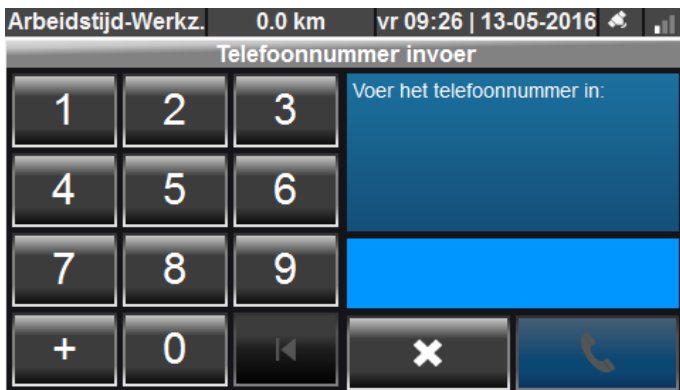 Arbeidstijd-Werkz. 0.0 km vr 09:26 | 13-05-2016
Telefoonnummer invoer
1 2 3 Voer het telefoonnummer in:
4 5 6
7 8 9
+ 0